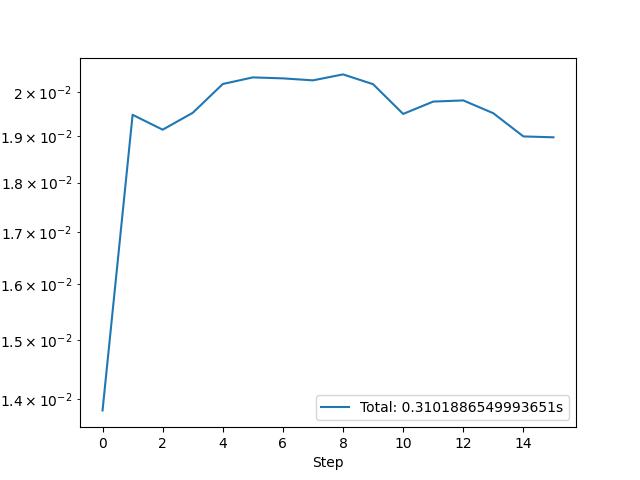 2 × 10⁻²
1.9 × 10⁻²
1.8 × 10⁻²
1.7 × 10⁻²
1.6 × 10⁻²
1.5 × 10⁻²
1.4 × 10⁻²
Total: 0.3101886549993651s
0 2 4 6 8 10 12 14
Step